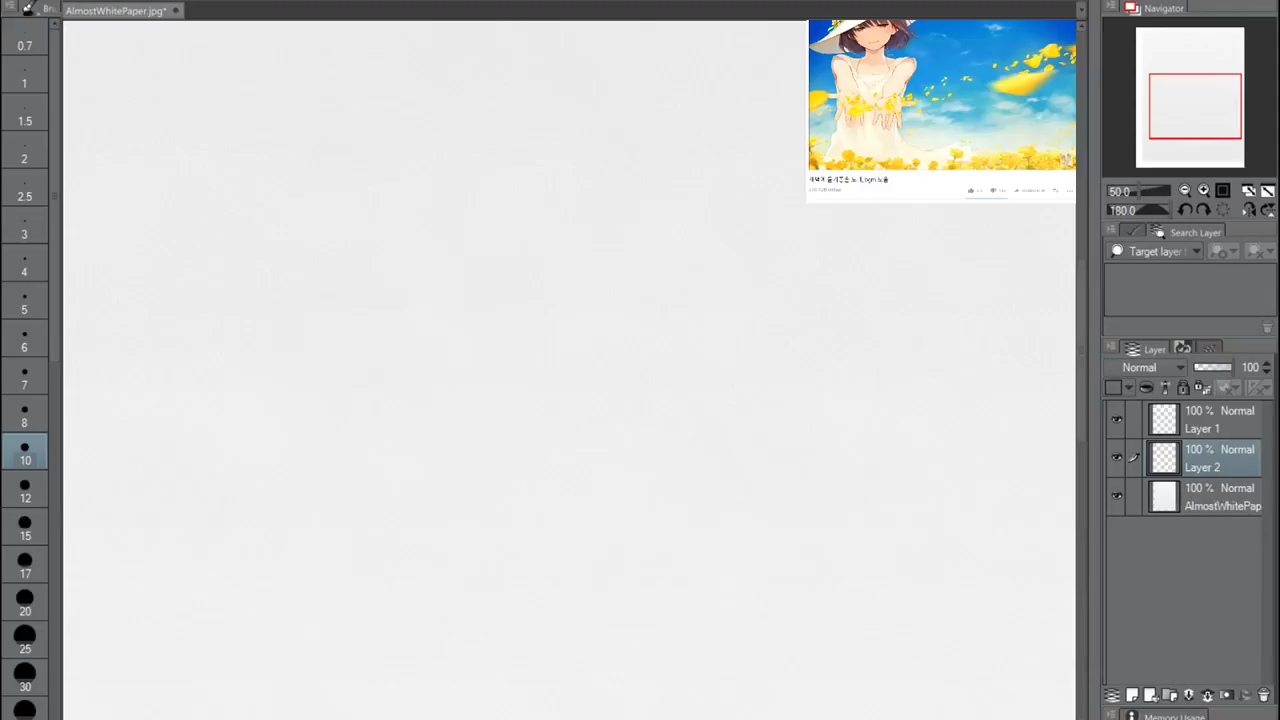 Bru
AlmostWhitePaper.jpg*
Navigator
0.7
1
1.5
2
2.5
3
4
5
6
7
8
10
12
15
17
20
25
30
50.0
180.0
Search Layer
Target layer
Layer
Normal
100
100 % Normal
Layer 1
100 % Normal
Layer 2
100 % Normal
AlmostWhitePap
Memory Usage